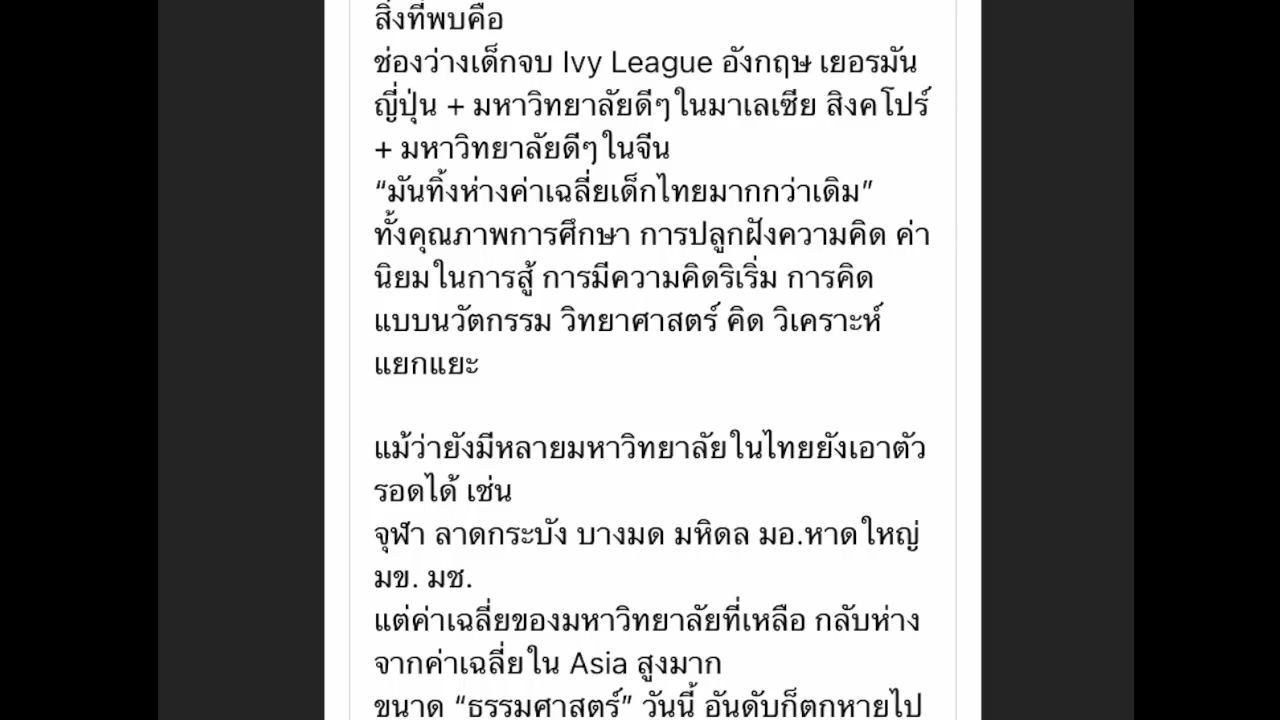 สิ่งที่พบคือ
ช่องว่างเด็กจบ Ivy League อังกฤษ เยอรมัน
ญี่ปุ่น + มหาวิทยาลัยดีๆ ในมาเลเซีย สิงคโปร์
+ มหาวิทยาลัยดีๆ ในจีน
“มันทิ้งห่างค่าเฉลี่ยเด็กไทยมากกว่าเดิม”
ทั้งคุณภาพการศึกษา การปลูกฝังความคิด ค่า
นิยมในการสู้ การมีความคิดริเริ่ม การคิด
แบบนวัตกรรม วิทยาศาสตร์ คิด วิเคราะห์
แยกแยะ
แม้ว่ายังมีหลายมหาวิทยาลัยในไทยยังเอาตัว
รอดได้ เช่น
จุฬา ลาดกระบัง บางมด มหิดล มอ.หาดใหญ่
มข. มช.
แต่ค่าเฉลี่ยของมหาวิทยาลัยที่เหลือ กลับห่าง
จากค่าเฉลี่ยใน Asia สูงมาก
ขนาด “ธรรมศาสตร์” วันนี้ อันดับก็ตกหายไป